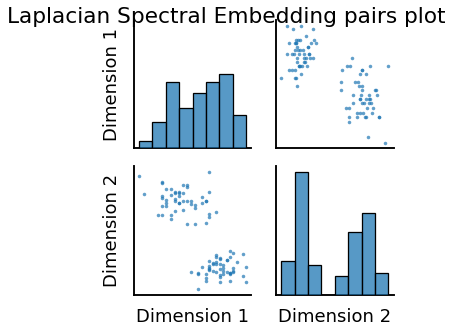 Laplacian Spectral Embedding pairs plot
Dimension 1
Dimension 2
Dimension 1
Dimension 2